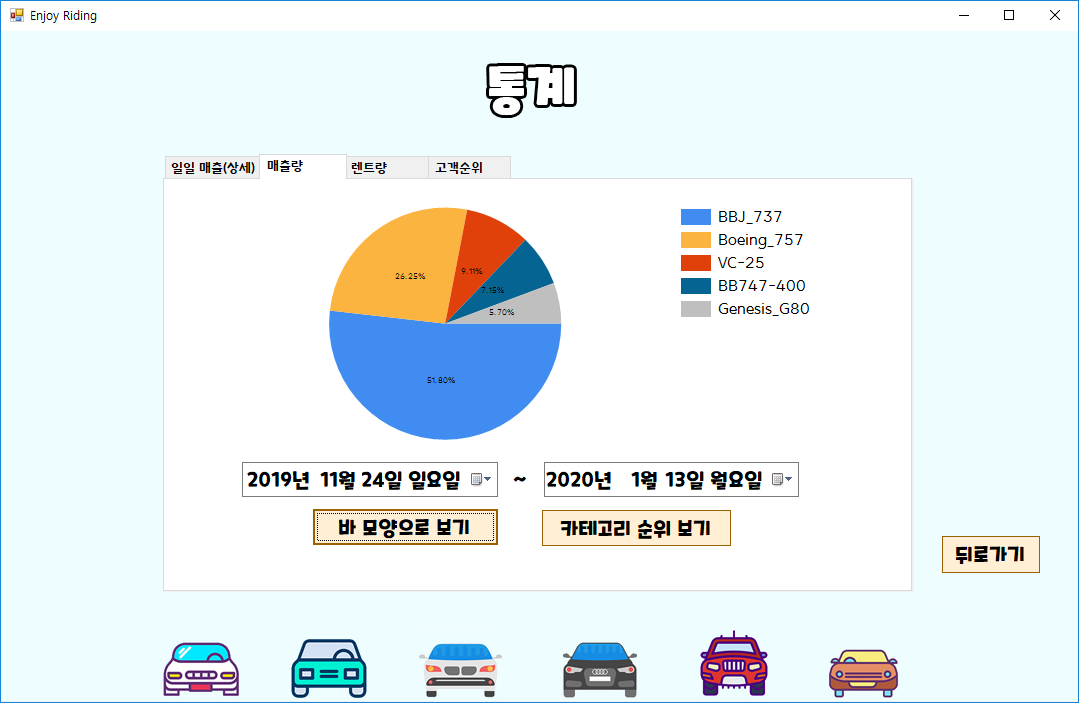 Enjoy Riding
통계
일일 매출(상세) 매출량 렌트량 고객순위
BBJ_737
Boeing_757
VC-25
BB747-400
Genesis_G80
26.25%
9.11%
7.15%
5.70%
51.80%
2019년 11월 24일 일요일 ~ 2020년 1월 13일 월요일
바 모양으로 보기 카테고리 순위 보기
뒤로가기